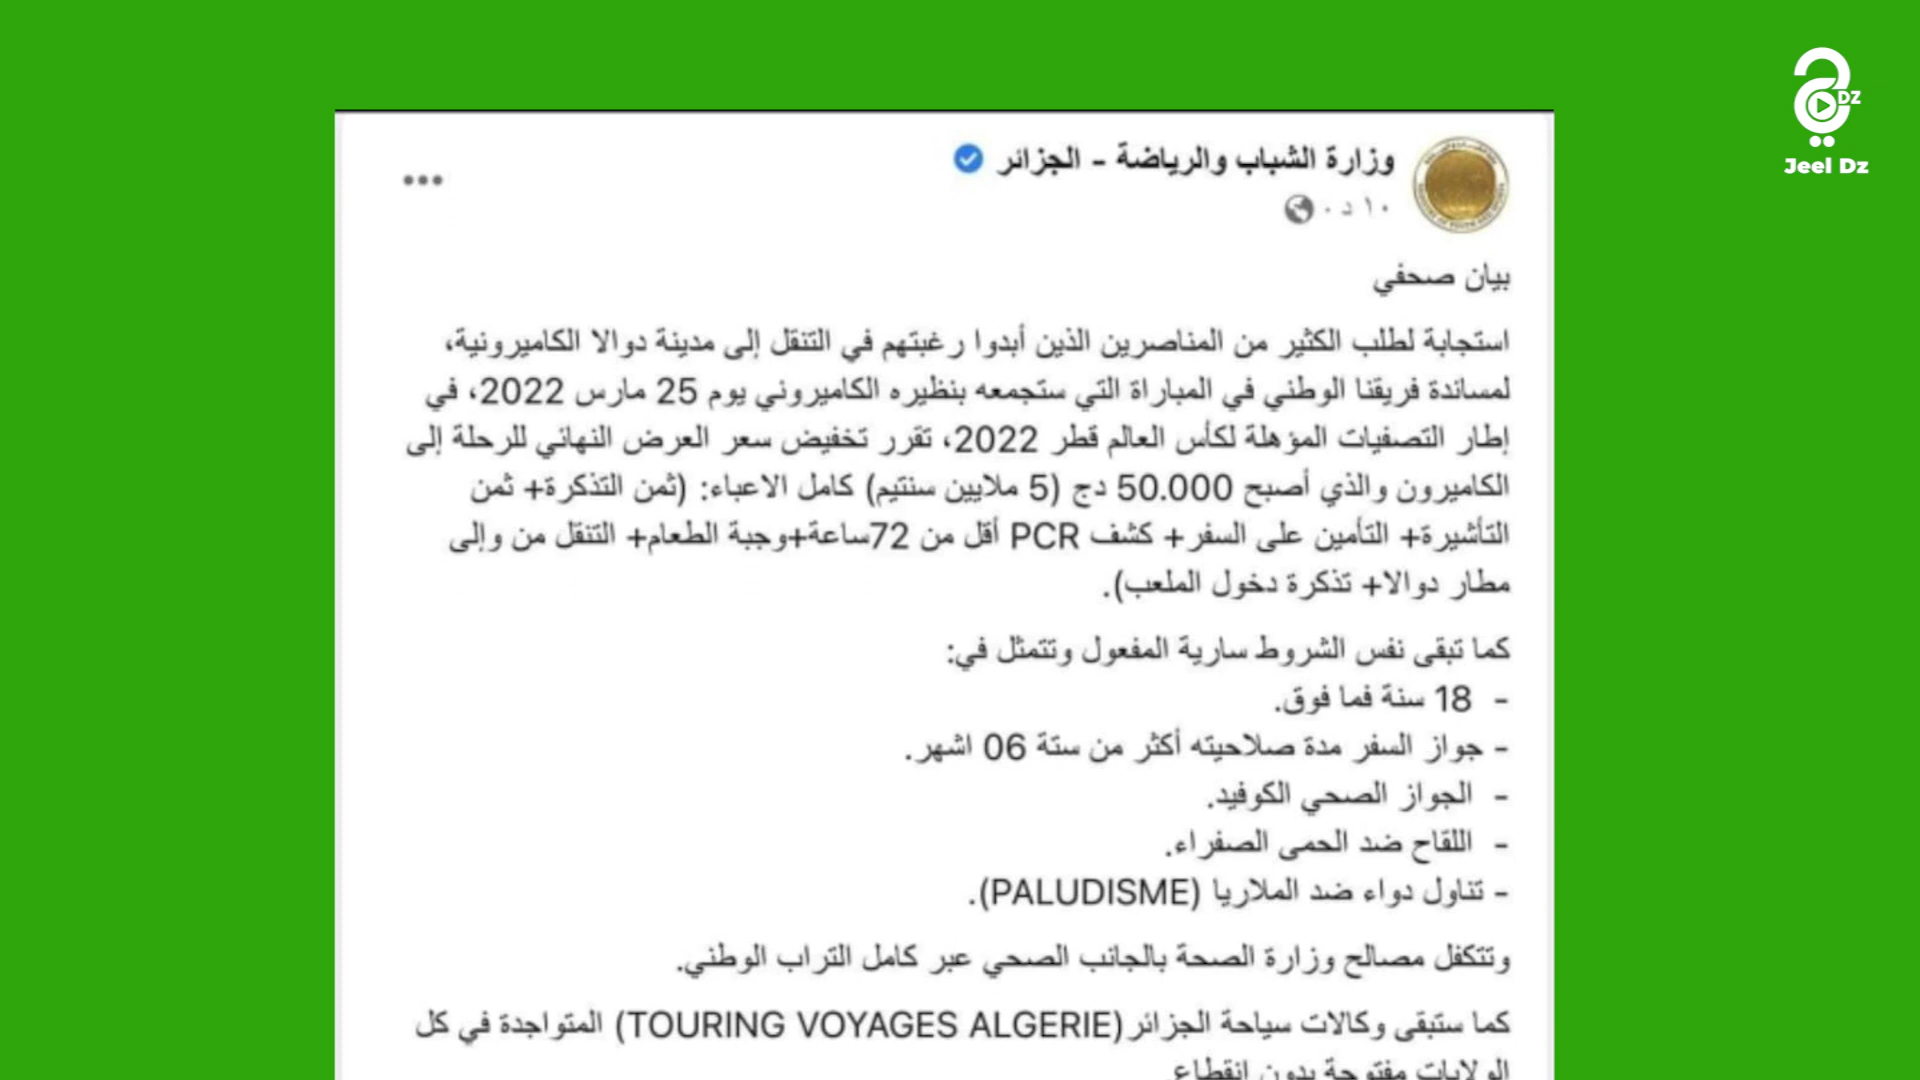 DZ
Jeel Dz
وزارة الشباب والرياضة - الجزائر
١٠ د ·
بيان صحفي
استجابة لطلب الكثير من المناصرين الذين أبدوا رغبتهم في التنقل إلى مدينة دوالا الكاميرونية،
لمساندة فريقنا الوطني في المباراة التي ستجمعه بنظيره الكاميروني يوم 25 مارس 2022، في
إطار التصفيات المؤهلة لكأس العالم قطر 2022، تقرر تخفيض سعر العرض النهائي للرحلة إلى
الكاميرون والذي أصبح 50.000 دج (5 ملايين سنتيم) كامل الاعباء: (ثمن التذكرة+ ثمن
التأشيرة+ التأمين على السفر+ كشف PCR أقل من 72ساعة+وجبة الطعام+ التنقل من وإلى
مطار دوالا+ تذكرة دخول الملعب).
كما تبقى نفس الشروط سارية المفعول وتتمثل في:
- 18 سنة فما فوق.
- جواز السفر مدة صلاحيته أكثر من ستة 06 اشهر.
- الجواز الصحي الكوفيد.
- اللقاح ضد الحمى الصفراء.
- تناول دواء ضد الملاريا (PALUDISME).
وتتكفل مصالح وزارة الصحة بالجانب الصحي عبر كامل التراب الوطني.
كما ستبقى وكالات سياحة الجزائر(TOURING VOYAGES ALGERIE) المتواجدة في كل
الولايات مفتوحة بدون انقطاع